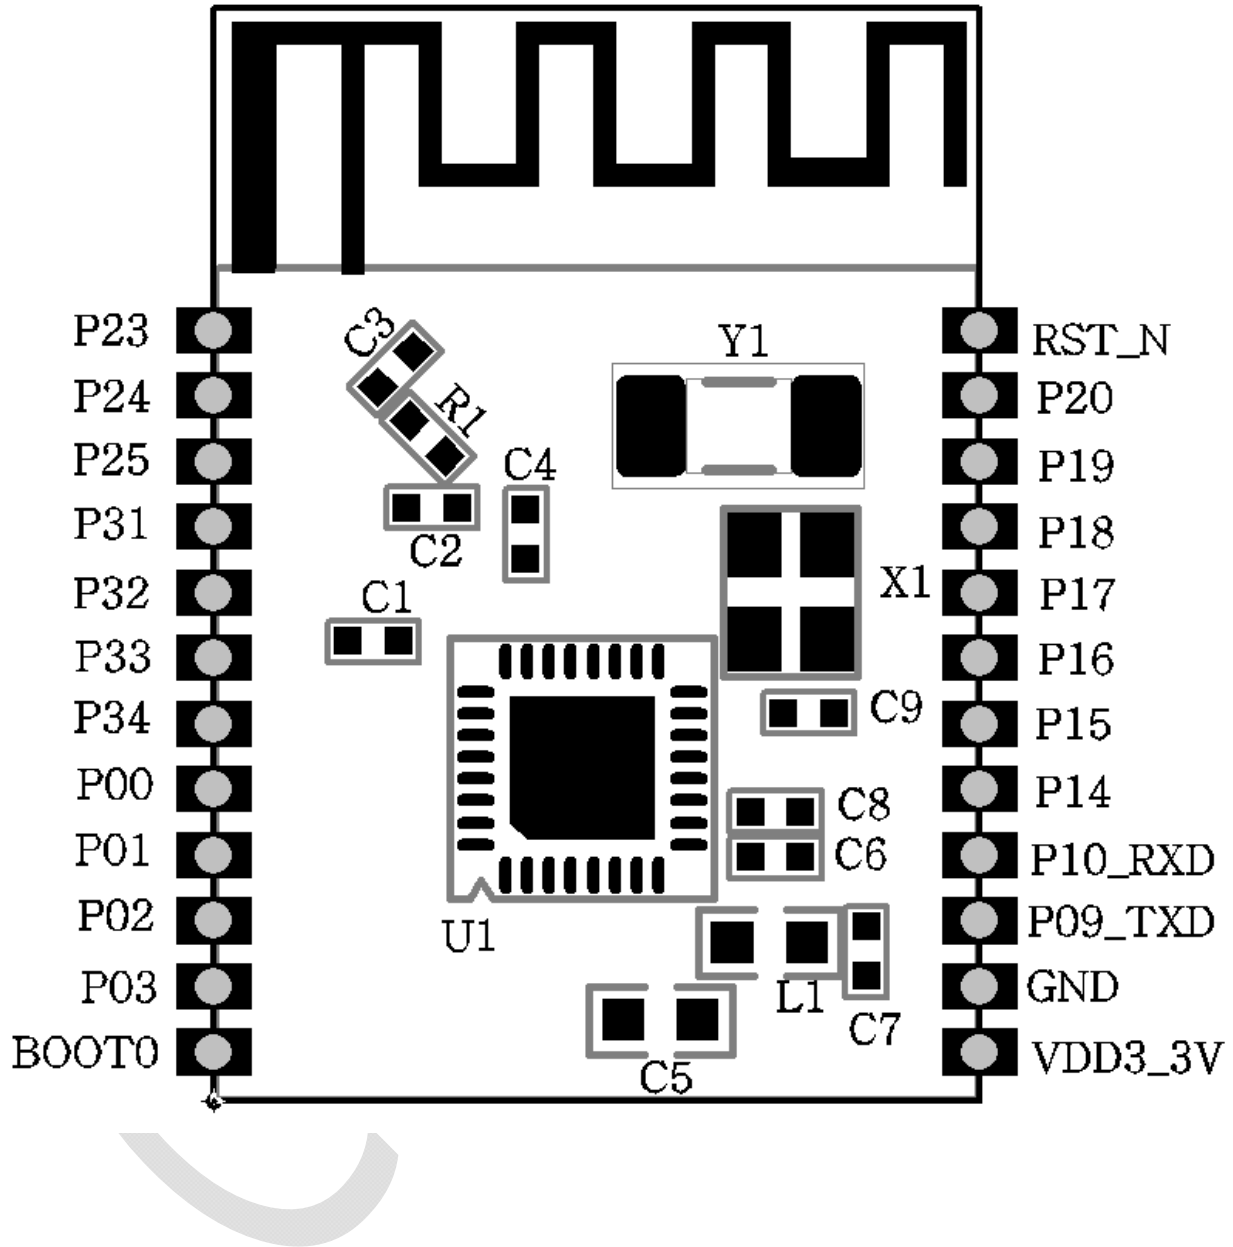 P23
P24
P25
P31
P32
P33
P34
P00
P01
P02
P03
BOOT0
C3
R1
C4
C2
C1
Y1
X1
C9
C8
C6
U1
L1
C7
C5
RST_N
P20
P19
P18
P17
P16
P15
P14
P10_RXD
P09_TXD
GND
VDD3_3V